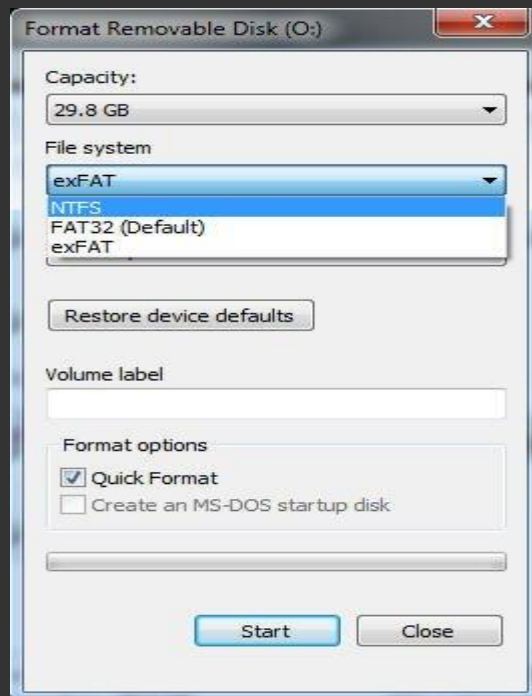 Format Removable Disk (O:)
Capacity:
29.8 GB
File system
exFAT
NTFS
FAT32 (Default)
exFAT
Restore device defaults
Volume label
Format options
Quick Format
Create an MS-DOS startup disk
Start
Close